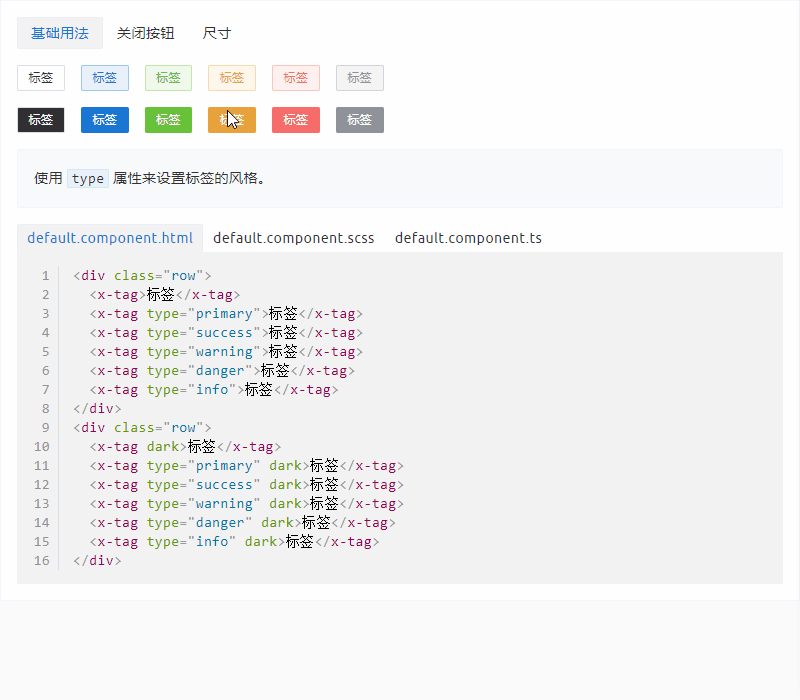 基础用法 关闭按钮 尺寸
标签 标签 标签 标签 标签 标签
标签 标签 标签 标签 标签 标签
使用 type 属性来设置标签的风格。
default.component.html default.component.scss default.component.ts
1 <div class="row">
2 <x-tag>标签</x-tag>
3 <x-tag type="primary">标签</x-tag>
4 <x-tag type="success">标签</x-tag>
5 <x-tag type="warning">标签</x-tag>
6 <x-tag type="danger">标签</x-tag>
7 <x-tag type="info">标签</x-tag>
8 </div>
9 <div class="row">
10 <x-tag dark>标签</x-tag>
11 <x-tag type="primary" dark>标签</x-tag>
12 <x-tag type="success" dark>标签</x-tag>
13 <x-tag type="warning" dark>标签</x-tag>
14 <x-tag type="danger" dark>标签</x-tag>
15 <x-tag type="info" dark>标签</x-tag>
16 </div>